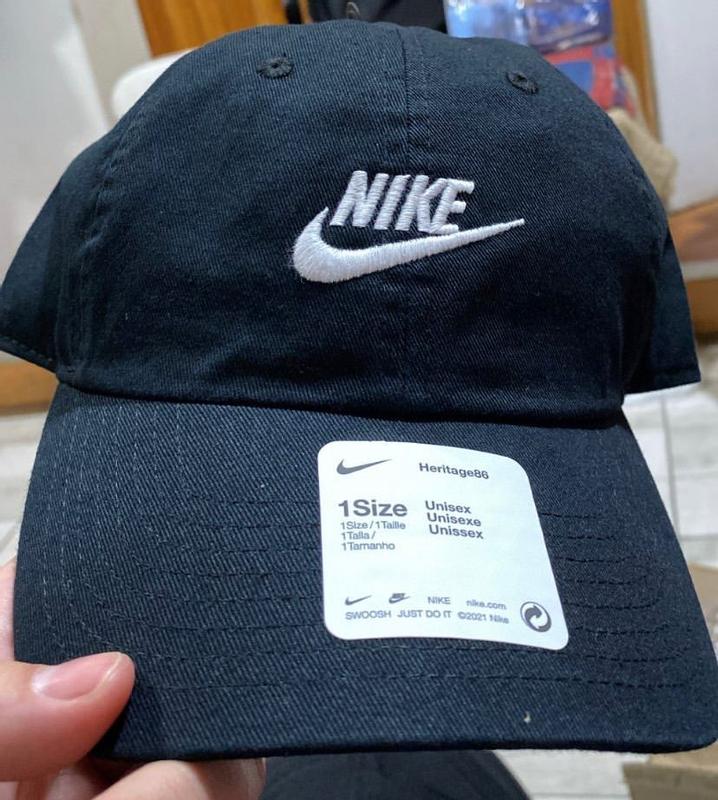 NIKE
Heritage86
1Size
1Size/1Taille
1Talla/
1Tamanho
Unisex
Unisexe
Unissex
NIKE nike.com
SWOOSH JUST DO IT ©2021 Nike